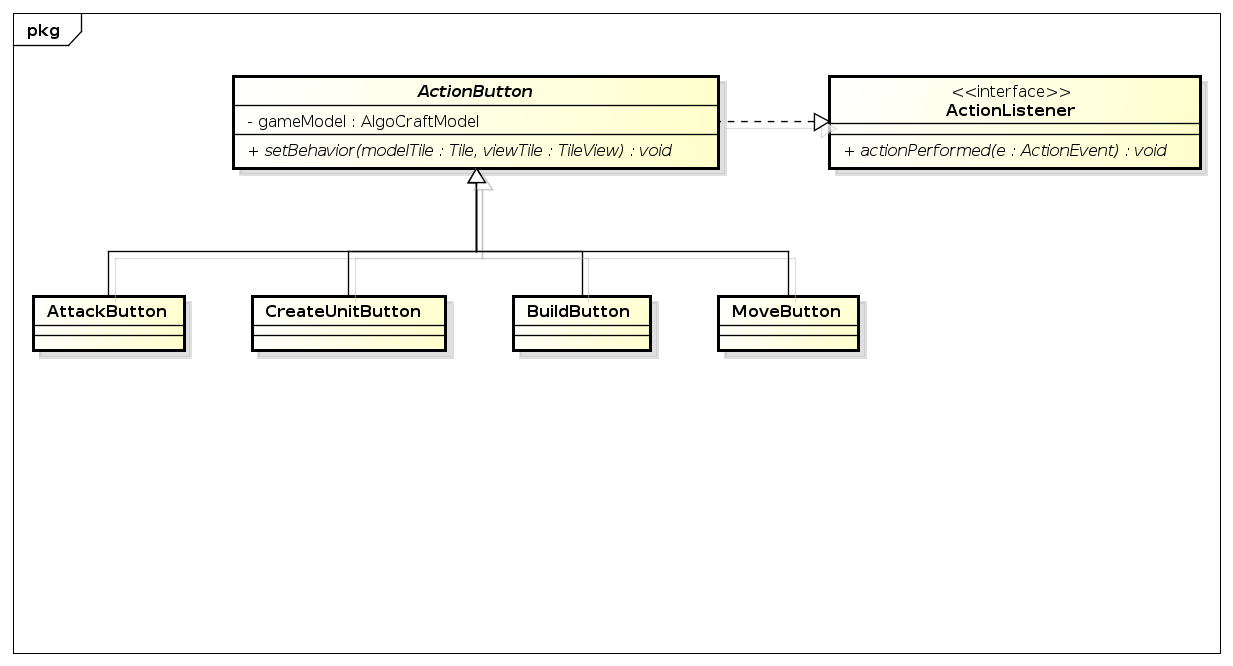 pkg
ActionButton
- gameModel : AlgoCraftModel
+ setBehavior(modelTile : Tile, viewTile : TileView) : void
<<interface>>
ActionListener
+ actionPerformed(e : ActionEvent) : void
AttackButton
CreateUnitButton
BuildButton
MoveButton